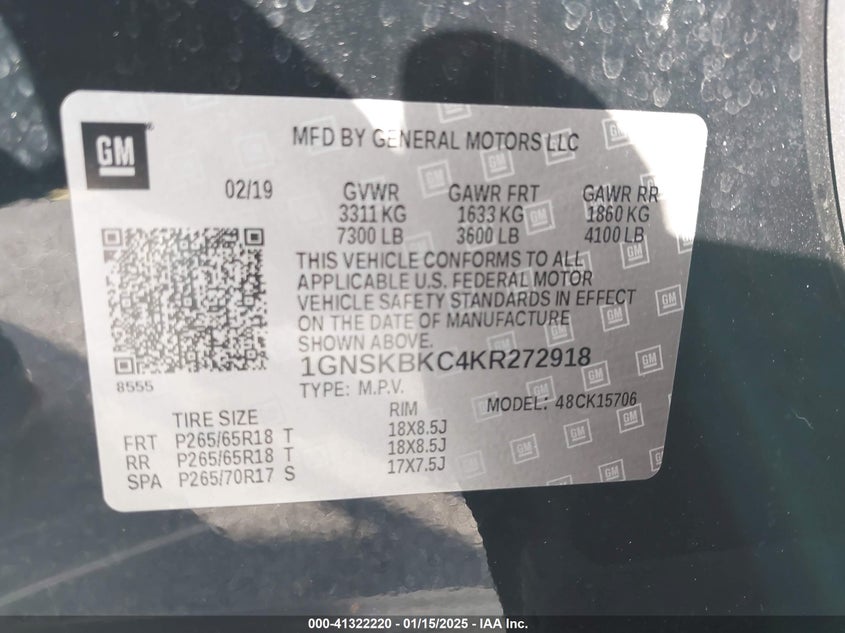 GM
MFD BY GENERAL MOTORS LLC
02/19 GVWR GAWR FRT GAWR RR
3311 KG 1633 KG 1860 KG
7300 LB 3600 LB 4100 LB
THIS VEHICLE CONFORMS TO ALL
APPLICABLE U.S. FEDERAL MOTOR
VEHICLE SAFETY STANDARDS IN EFFECT
ON THE DATE OF MANUFACTURE
SHOWN ABOVE.
1GNSKBKC4KR272918
8555
TYPE: M.P.V. MODEL: 48CK15706
TIRE SIZE RIM
FRT P265/65R18 T 18X8.5J
RR P265/65R18 T 18X8.5J
SPA P265/70R17 S 17X7.5J
000-41322220 - 01/15/2025 - IAA Inc.